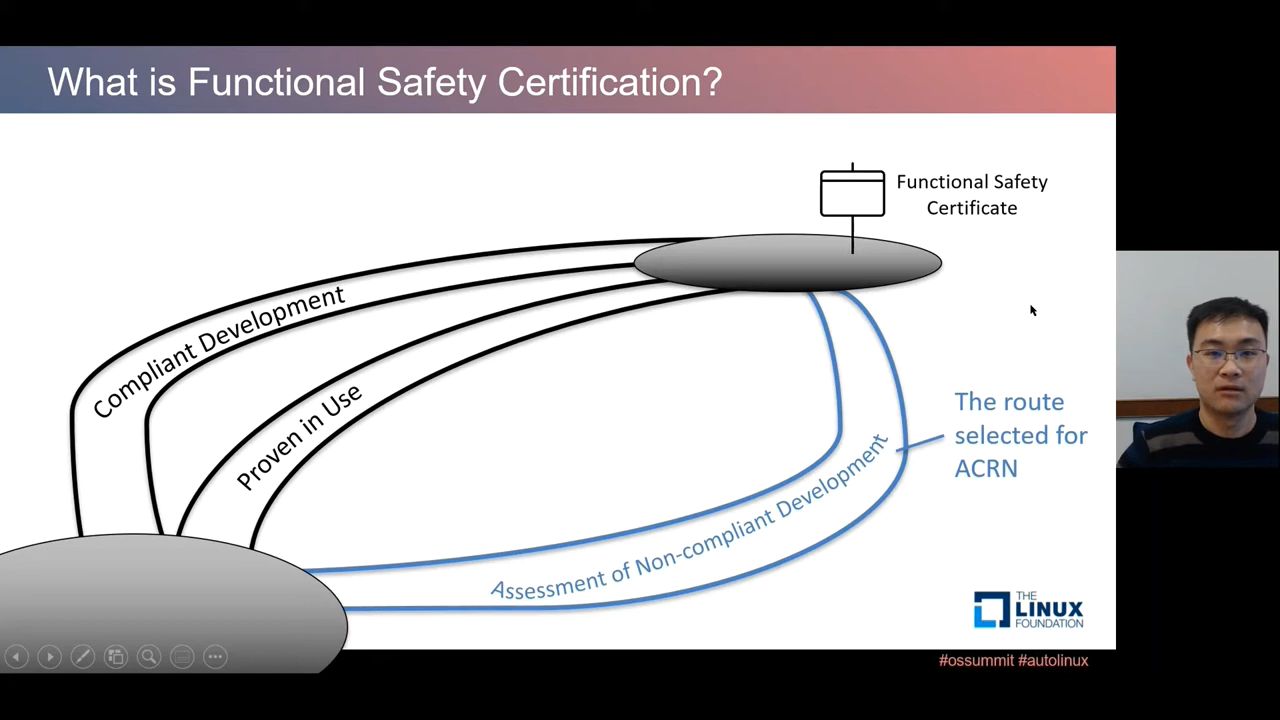 What is Functional Safety Certification?
Functional Safety
Certificate
Compliant Development
Proven in Use
The route
selected for
ACRN
Assessment of Non-compliant Development
THE
LINUX
FOUNDATION
#ossummit #autolinux